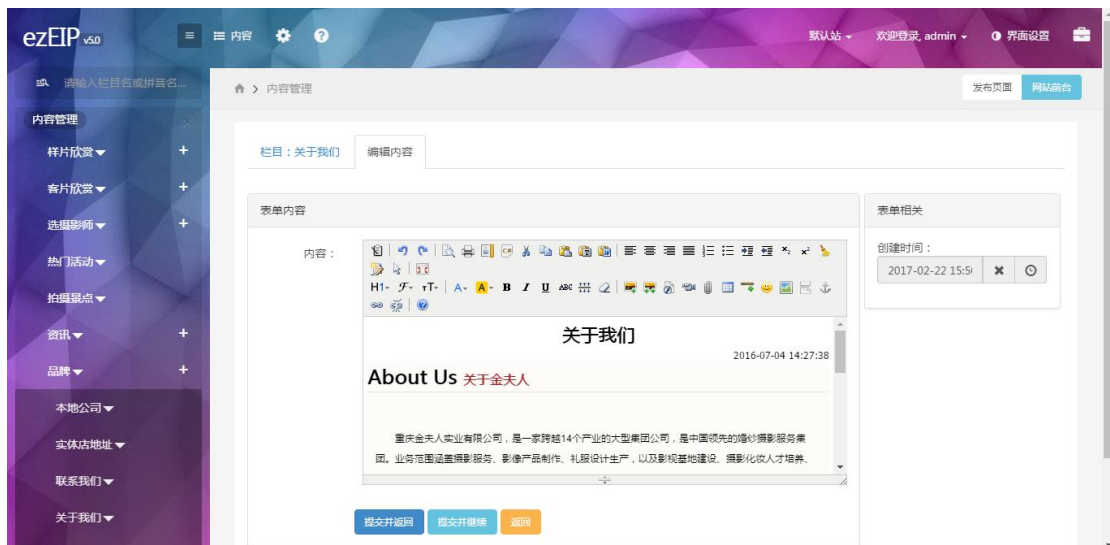 ezEIP v5.0
内容
默认站
欢迎登录, admin
界面设置
请输入栏目名或拼音名...
内容管理
发布页面
网站前台
内容管理
样片欣赏
客片欣赏
选摄影师
热门活动
拍摄景点
资讯
品牌
本地公司
实体店地址
联系我们
关于我们
栏目：关于我们
编辑内容
表单内容
内容：
关于我们
2016-07-04 14:27:38
About Us 关于金夫人
重庆金夫人实业有限公司，是一家跨越14个产业的大型集团公司，是中国领先的婚纱摄影服务集
团。业务范围涵盖摄影服务、影像产品制作、礼服设计生产，以及影视基地建设、摄影化妆人才培养、
提交并返回
提交并继续
返回
表单相关
创建时间：
2017-02-22 15:5